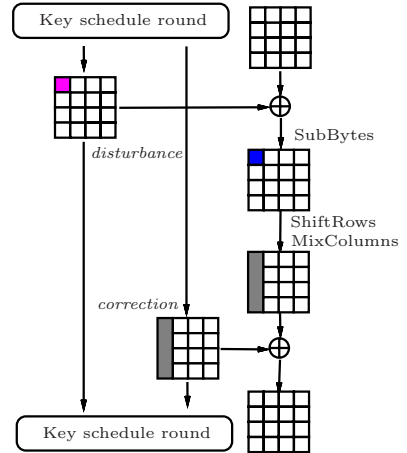 Key schedule round
SubBytes
disturbance
ShiftRows
MixColumns
correction
Key schedule round